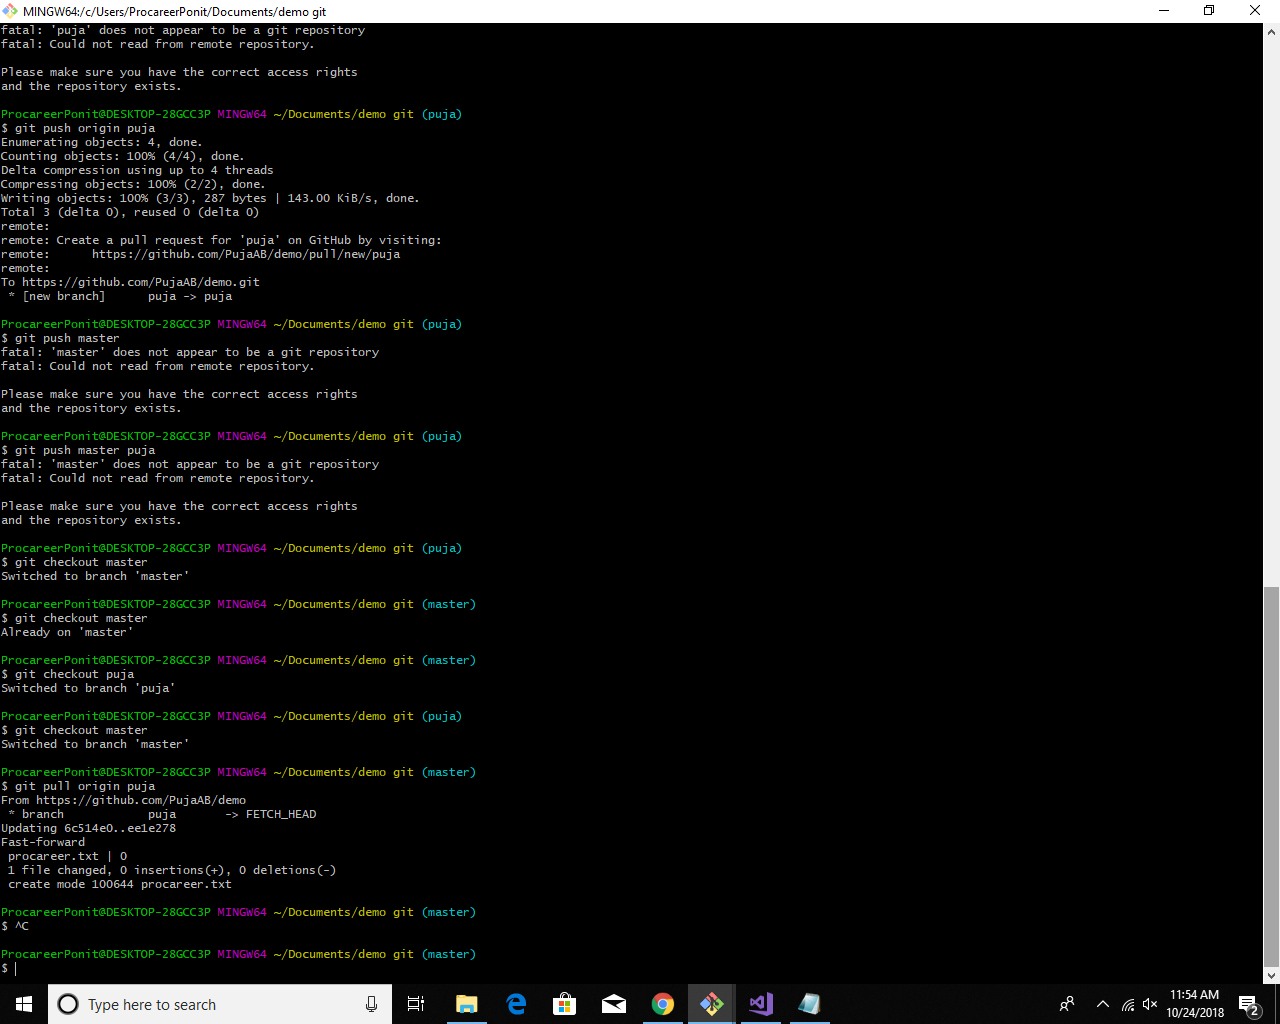 MINGW64:/c/Users/ProcareerPonit/Documents/demo git
fatal: 'puja' does not appear to be a git repository
fatal: Could not read from remote repository.
Please make sure you have the correct access rights
and the repository exists.
ProcareerPonit@DESKTOP-28GCC3P MINGW64 ~/Documents/demo git (puja)
$ git push origin puja
Enumerating objects: 4, done.
Counting objects: 100% (4/4), done.
Delta compression using up to 4 threads
Compressing objects: 100% (2/2), done.
Writing objects: 100% (3/3), 287 bytes | 143.00 KiB/s, done.
Total 3 (delta 0), reused 0 (delta 0)
remote:
remote: Create a pull request for 'puja' on GitHub by visiting:
remote:      https://github.com/PujaAB/demo/pull/new/puja
remote:
To https://github.com/PujaAB/demo.git
 * [new branch]      puja -> puja
ProcareerPonit@DESKTOP-28GCC3P MINGW64 ~/Documents/demo git (puja)
$ git push master
fatal: 'master' does not appear to be a git repository
fatal: Could not read from remote repository.
Please make sure you have the correct access rights
and the repository exists.
ProcareerPonit@DESKTOP-28GCC3P MINGW64 ~/Documents/demo git (puja)
$ git push master puja
fatal: 'master' does not appear to be a git repository
fatal: Could not read from remote repository.
Please make sure you have the correct access rights
and the repository exists.
ProcareerPonit@DESKTOP-28GCC3P MINGW64 ~/Documents/demo git (puja)
$ git checkout master
Switched to branch 'master'
ProcareerPonit@DESKTOP-28GCC3P MINGW64 ~/Documents/demo git (master)
$ git checkout master
Already on 'master'
ProcareerPonit@DESKTOP-28GCC3P MINGW64 ~/Documents/demo git (master)
$ git checkout puja
Switched to branch 'puja'
ProcareerPonit@DESKTOP-28GCC3P MINGW64 ~/Documents/demo git (puja)
$ git checkout master
Switched to branch 'master'
ProcareerPonit@DESKTOP-28GCC3P MINGW64 ~/Documents/demo git (master)
$ git pull origin puja
From https://github.com/PujaAB/demo
 * branch            puja       -> FETCH_HEAD
Updating 6c514e0..ee1e278
Fast-forward
 procareer.txt | 0
 1 file changed, 0 insertions(+), 0 deletions(-)
 create mode 100644 procareer.txt
ProcareerPonit@DESKTOP-28GCC3P MINGW64 ~/Documents/demo git (master)
$ ^C
ProcareerPonit@DESKTOP-28GCC3P MINGW64 ~/Documents/demo git (master)
$
Type here to search
11:54 AM
10/24/2018
2